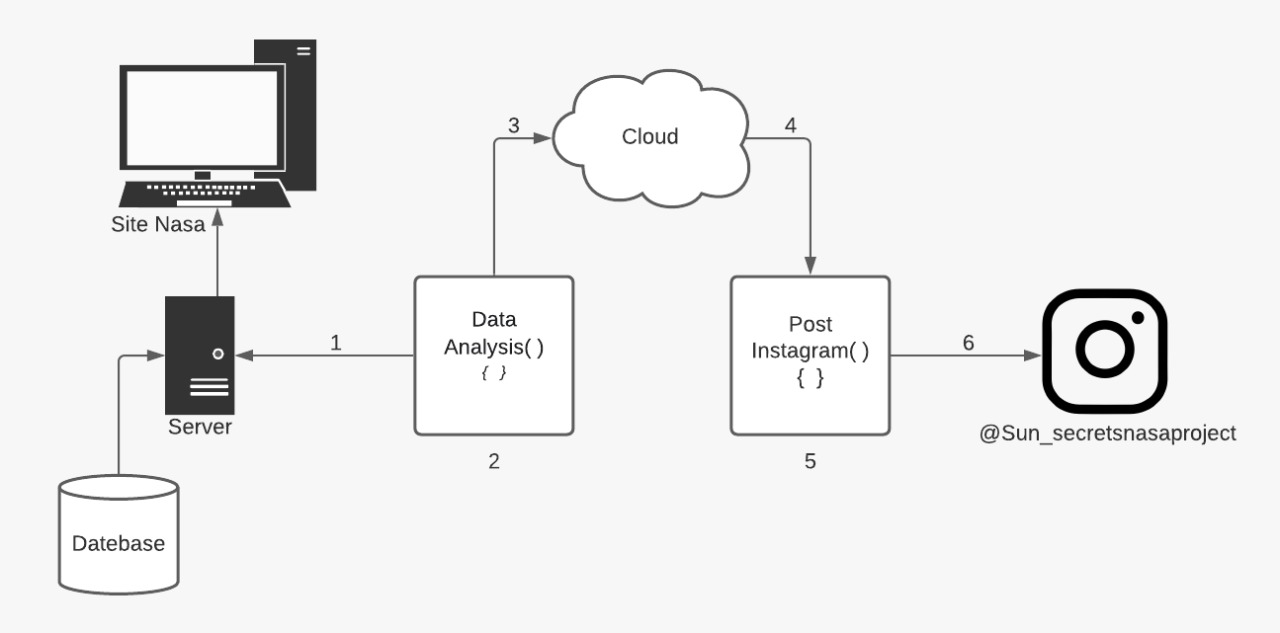 3
Cloud
4
Site Nasa
Data
Analysis( )
{ }
Post
Instagram( )
{ }
1
6
Server
@Sun_secretsnasaproject
2
5
Datebase